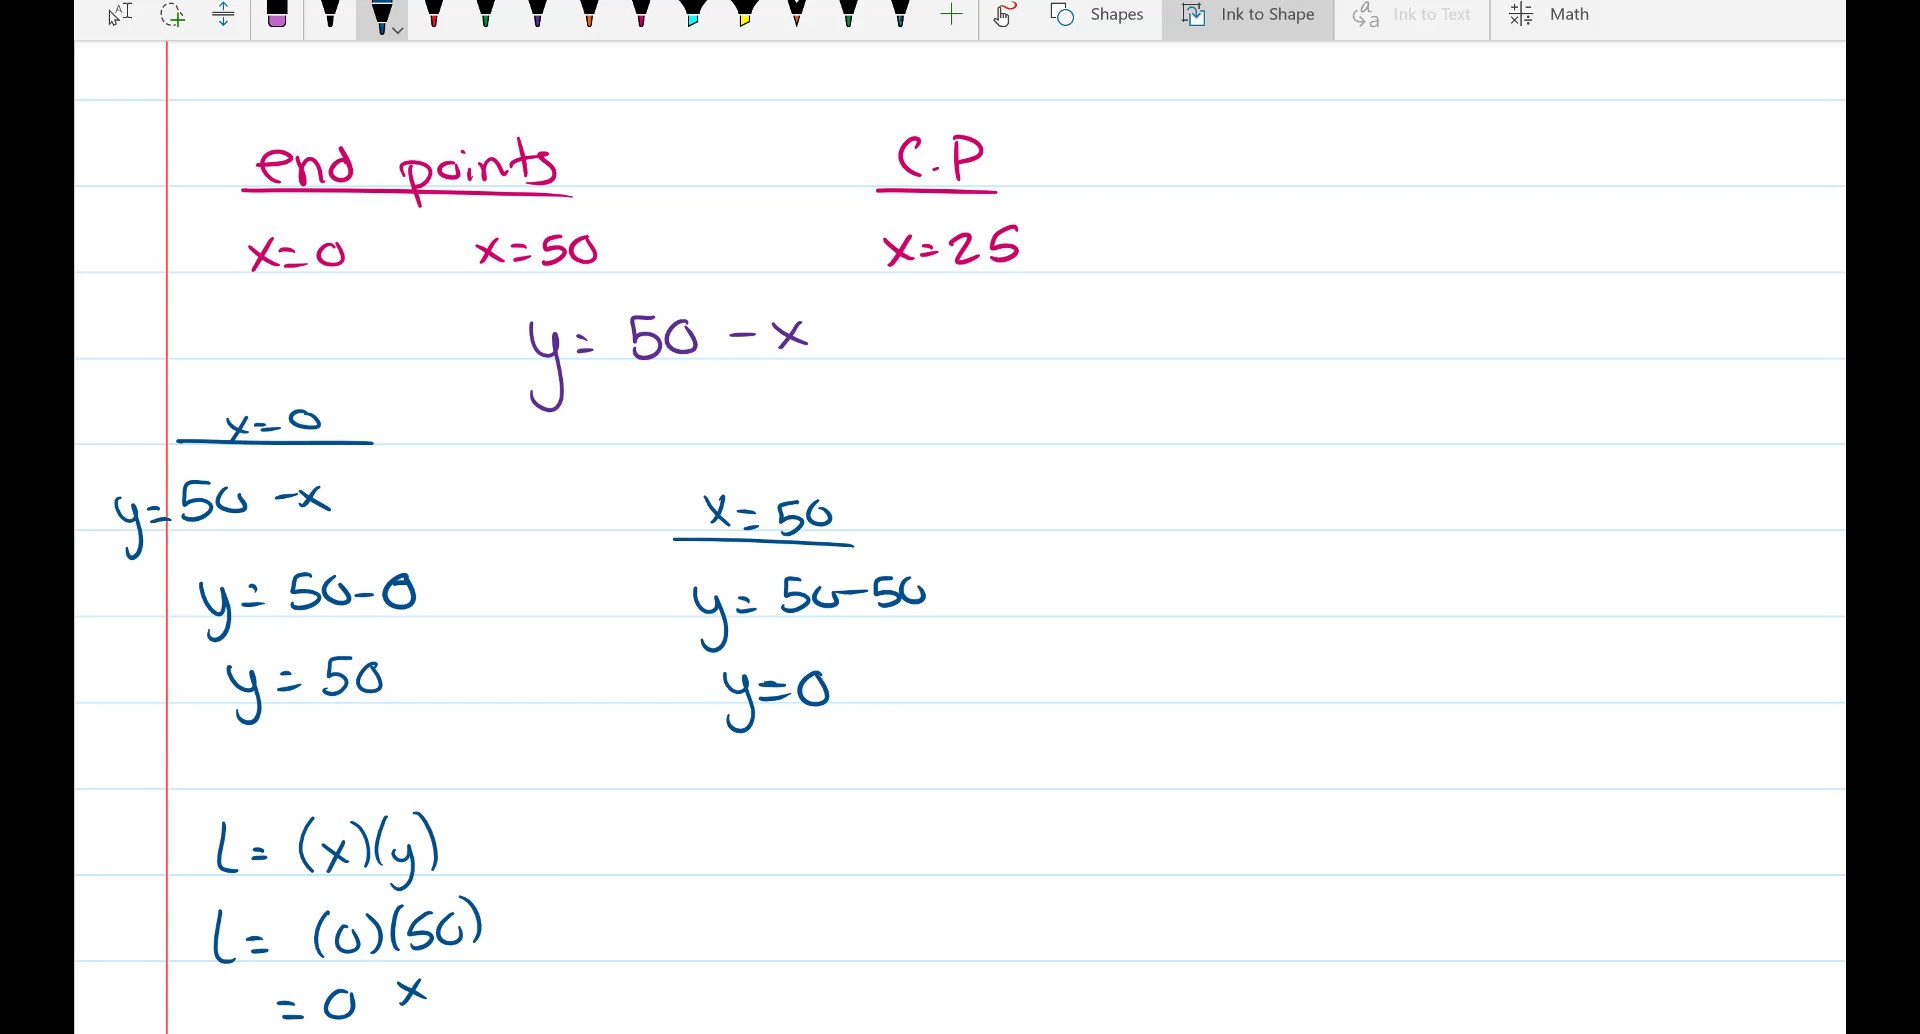 Shapes Ink to Shape Ink to Text Math
end points C.P
x=0 x=50 x=25
y= 50 - x
x=0
y=50 -x
x= 50
y= 50-0
y= 50-50
y= 50
y=0
L= (x)(y)
L= (0)(50)
= 0 x